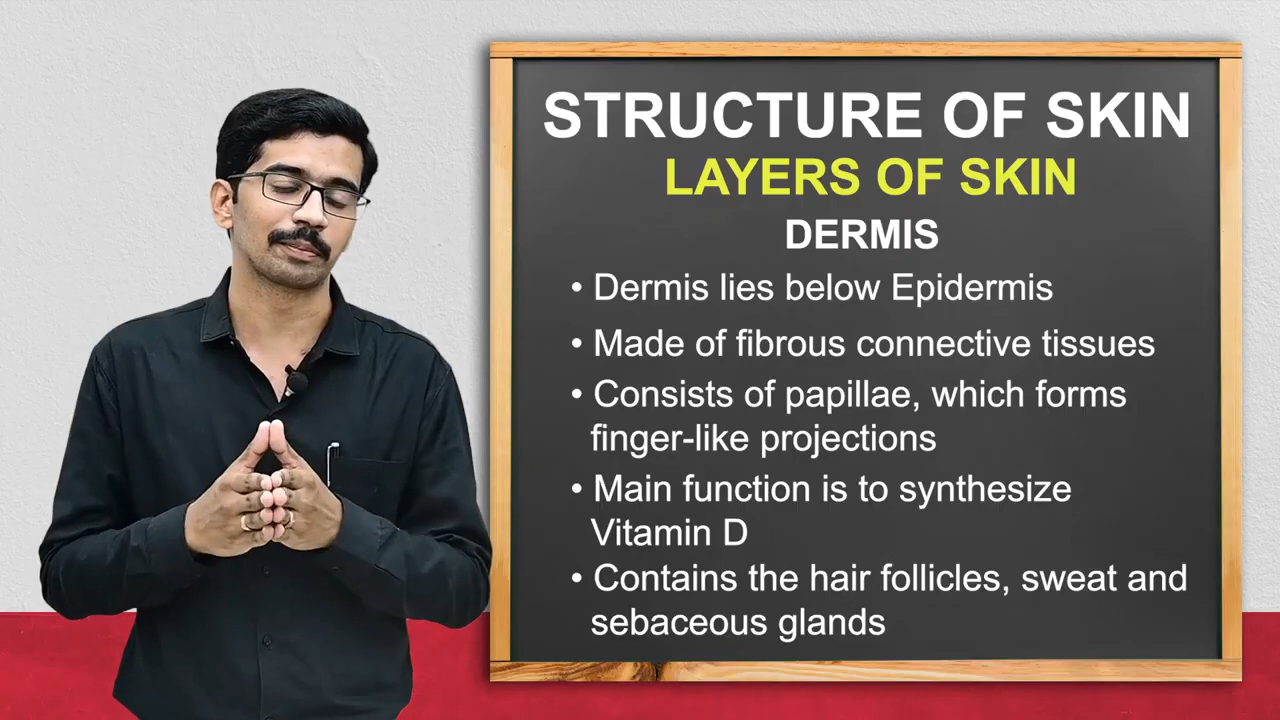 STRUCTURE OF SKIN
LAYERS OF SKIN
DERMIS
• Dermis lies below Epidermis
• Made of fibrous connective tissues
• Consists of papillae, which forms
finger-like projections
• Main function is to synthesize
Vitamin D
• Contains the hair follicles, sweat and
sebaceous glands